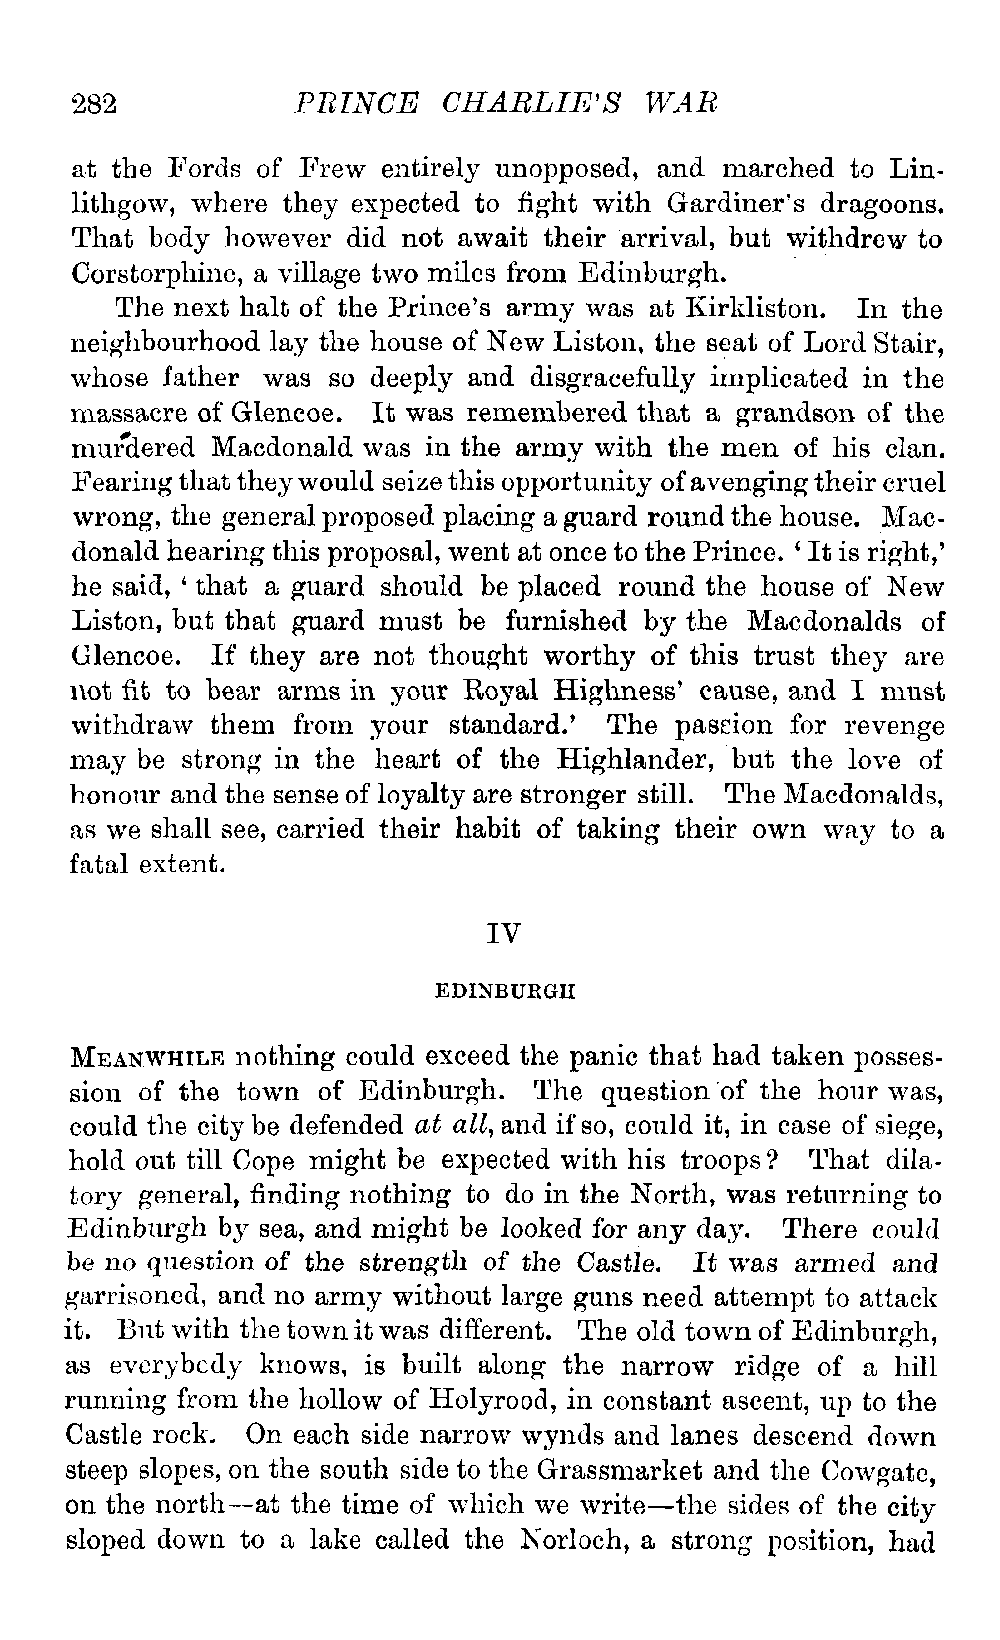 282 PRINCE CHARLIE'S WAR
at the Fords of Frew entirely unopposed, and marched to Lin-
lithgow, where they expected to fight with Gardiner's dragoons.
That body however did not await their arrival, but withdrew to
Corstorphine, a village two miles from Edinburgh.
The next halt of the Prince's army was at Kirkliston. In the
neighbourhood lay the house of New Liston, the seat of Lord Stair,
whose father was so deeply and disgracefully implicated in the
massacre of Glencoe. It was remembered that a grandson of the
murdered Macdonald was in the army with the men of his clan.
Fearing that they would seize this opportunity of avenging their cruel
wrong, the general proposed placing a guard round the house. Mac-
donald hearing this proposal, went at once to the Prince. ‘It is right,’
he said, ‘that a guard should be placed round the house of New
Liston, but that guard must be furnished by the Macdonalds of
Glencoe. If they are not thought worthy of this trust they are
not fit to bear arms in your Royal Highness' cause, and I must
withdraw them from your standard.’ The passion for revenge
may be strong in the heart of the Highlander, but the love of
honour and the sense of loyalty are stronger still. The Macdonalds,
as we shall see, carried their habit of taking their own way to a
fatal extent.
IV
EDINBURGH
MEANWHILE nothing could exceed the panic that had taken posses-
sion of the town of Edinburgh. The question of the hour was,
could the city be defended at all, and if so, could it, in case of siege,
hold out till Cope might be expected with his troops? That dila-
tory general, finding nothing to do in the North, was returning to
Edinburgh by sea, and might be looked for any day. There could
be no question of the strength of the Castle. It was armed and
garrisoned, and no army without large guns need attempt to attack
it. But with the town it was different. The old town of Edinburgh,
as everybody knows, is built along the narrow ridge of a hill
running from the hollow of Holyrood, in constant ascent, up to the
Castle rock. On each side narrow wynds and lanes descend down
steep slopes, on the south side to the Grassmarket and the Cowgate,
on the north—at the time of which we write—the sides of the city
sloped down to a lake called the Norloch, a strong position, had